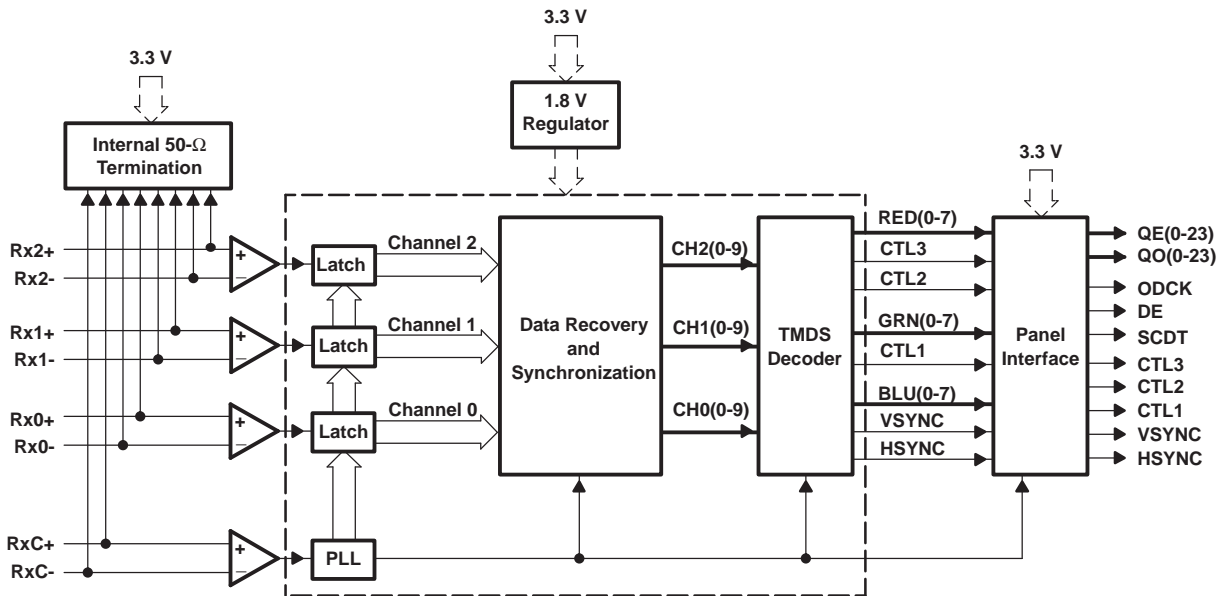 3.3 V
3.3 V
1.8 V
Regulator
Internal 50-Ω
Termination
3.3 V
Rx2+
Rx2-
Rx1+
Rx1-
Rx0+
Rx0-
RxC+
RxC-
+
−
+
−
+
−
+
−
Latch
Latch
Latch
PLL
Channel 2
Channel 1
Channel 0
Data Recovery
and
Synchronization
CH2(0-9)
CH1(0-9)
CH0(0-9)
TMDS
Decoder
RED(0-7)
CTL3
CTL2
GRN(0-7)
CTL1
BLU(0-7)
VSYNC
HSYNC
Panel
Interface
QE(0-23)
QO(0-23)
ODCK
DE
SCDT
CTL3
CTL2
CTL1
VSYNC
HSYNC